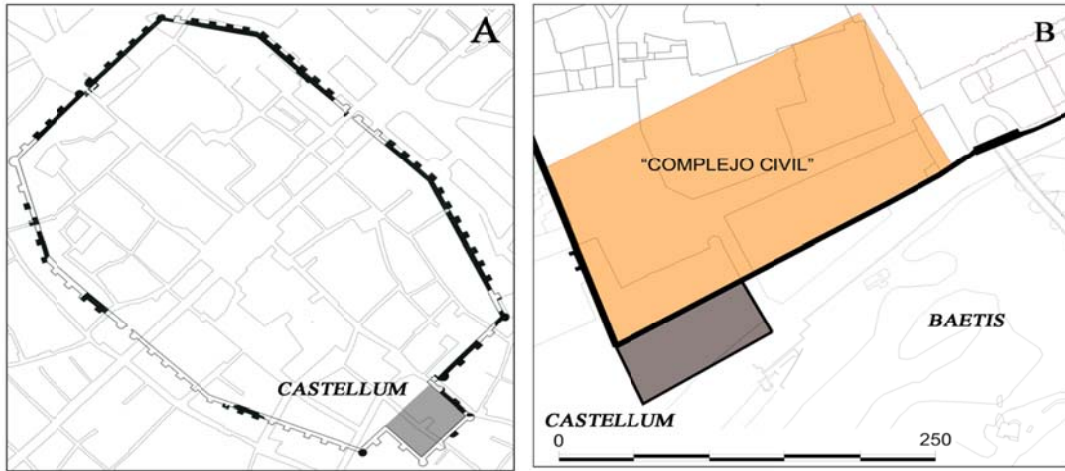 A
CASTELLUM
B
"COMPLEJO CIVIL"
BAETIS
CASTELLUM
0 250